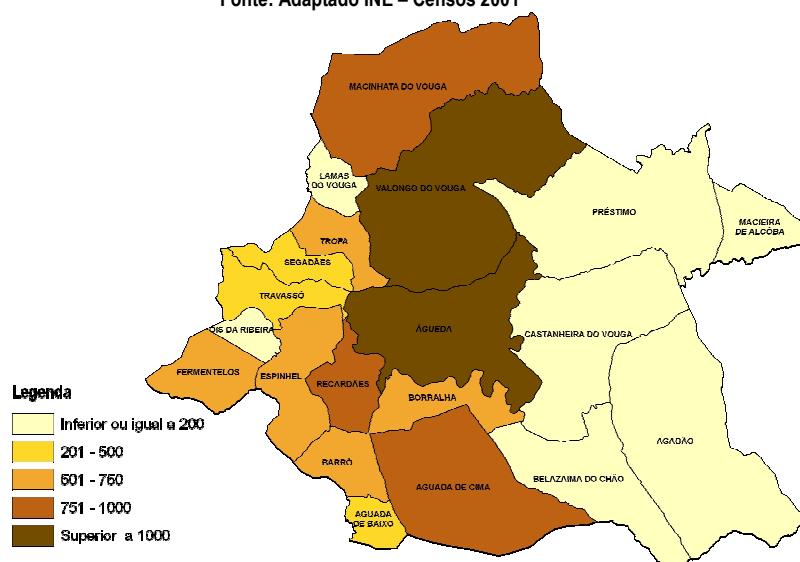 Fonte: Adaptado INE – Censos 2001
MACINHATA DO VOUGA
LAMAS
DO VOUGA
VALONGO DO VOUGA
PRÉSTIMO
MACIEIRA
DE ALCÔBA
TROFA
SEGADÃES
TRAVASSÔ
OIS DA RIBEIRA
ÁGUEDA
CASTANHEIRA DO VOUGA
FERMENTELOS
ESPINHEL
RECARDÃES
BORRALHA
AGADÃO
BARRÔ
AGUADA DE CIMA
BELAZAIMA DO CHÃO
AGUADA
DE BAIXO
Legenda
Inferior ou igual a 200
201 - 500
501 - 750
751 - 1000
Superior a 1000